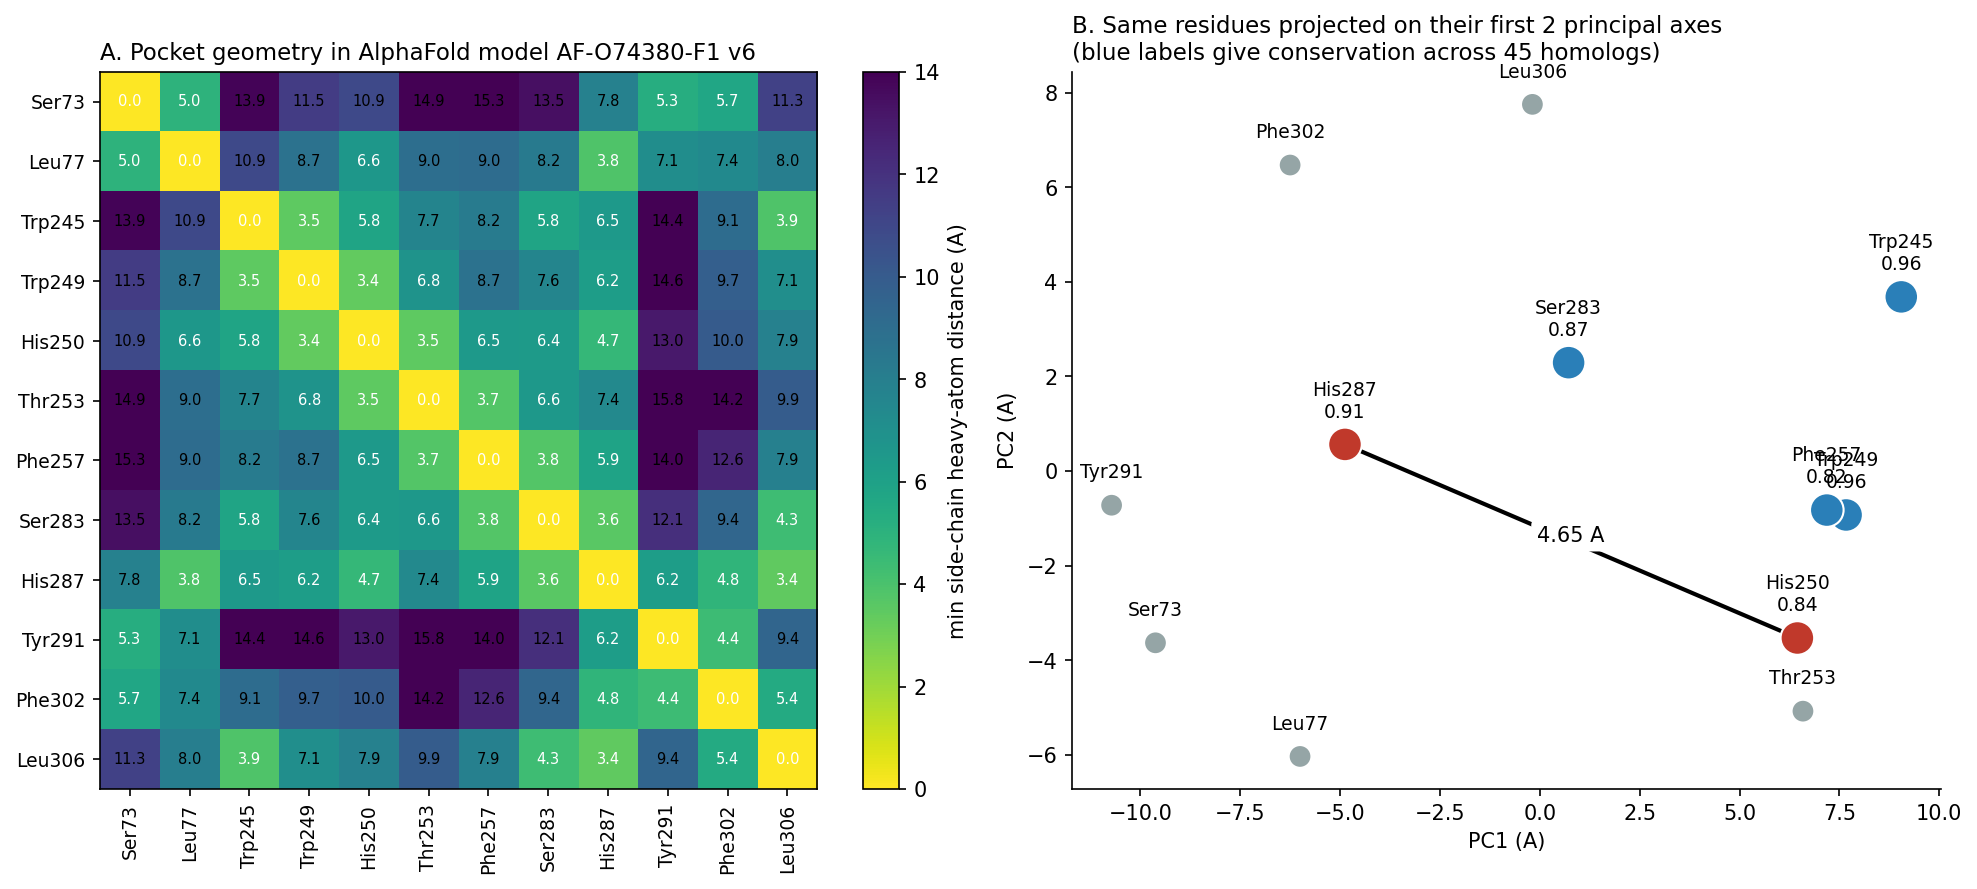 A. Pocket geometry in AlphaFold model AF-O74380-F1 v6
Ser73 0.0 5.0 13.9 11.5 10.9 14.9 15.3 13.5 7.8 5.3 5.7 11.3
Leu77 5.0 0.0 10.9 8.7 6.6 9.0 9.0 8.2 3.8 7.1 7.4 8.0
Trp245 13.9 10.9 0.0 3.5 5.8 7.7 8.2 5.8 6.5 14.4 9.1 3.9
Trp249 11.5 8.7 3.5 0.0 3.4 6.8 8.7 7.6 6.2 14.6 9.7 7.1
His250 10.9 6.6 5.8 3.4 0.0 3.5 6.5 6.4 4.7 13.0 10.0 7.9
Thr253 14.9 9.0 7.7 6.8 3.5 0.0 3.7 6.6 7.4 15.8 14.2 9.9
Phe257 15.3 9.0 8.2 8.7 6.5 3.7 0.0 3.8 5.9 14.0 12.6 7.9
Ser283 13.5 8.2 5.8 7.6 6.4 6.6 3.8 0.0 3.6 12.1 9.4 4.3
His287 7.8 3.8 6.5 6.2 4.7 7.4 5.9 3.6 0.0 6.2 4.8 3.4
Tyr291 5.3 7.1 14.4 14.6 13.0 15.8 14.0 12.1 6.2 0.0 4.4 9.4
Phe302 5.7 7.4 9.1 9.7 10.0 14.2 12.6 9.4 4.8 4.4 0.0 5.4
Leu306 11.3 8.0 3.9 7.1 7.9 9.9 7.9 4.3 3.4 9.4 5.4 0.0
Ser73 Leu77 Trp245 Trp249 His250 Thr253 Phe257 Ser283 His287 Tyr291 Phe302 Leu306
14
12
10
8
6
4
2
0
min side-chain heavy-atom distance (A)
B. Same residues projected on their first 2 principal axes
(blue labels give conservation across 45 homologs)
Leu306
Phe302
Trp245
0.96
Ser283
0.87
His287
0.91
Phe257
0.82
Trp249
0.96
Tyr291
4.65 A
His250
0.84
Ser73
Thr253
Leu77
8
6
4
2
0
−2
−4
−6
PC2 (A)
−10.0 −7.5 −5.0 −2.5 0.0 2.5 5.0 7.5 10.0
PC1 (A)